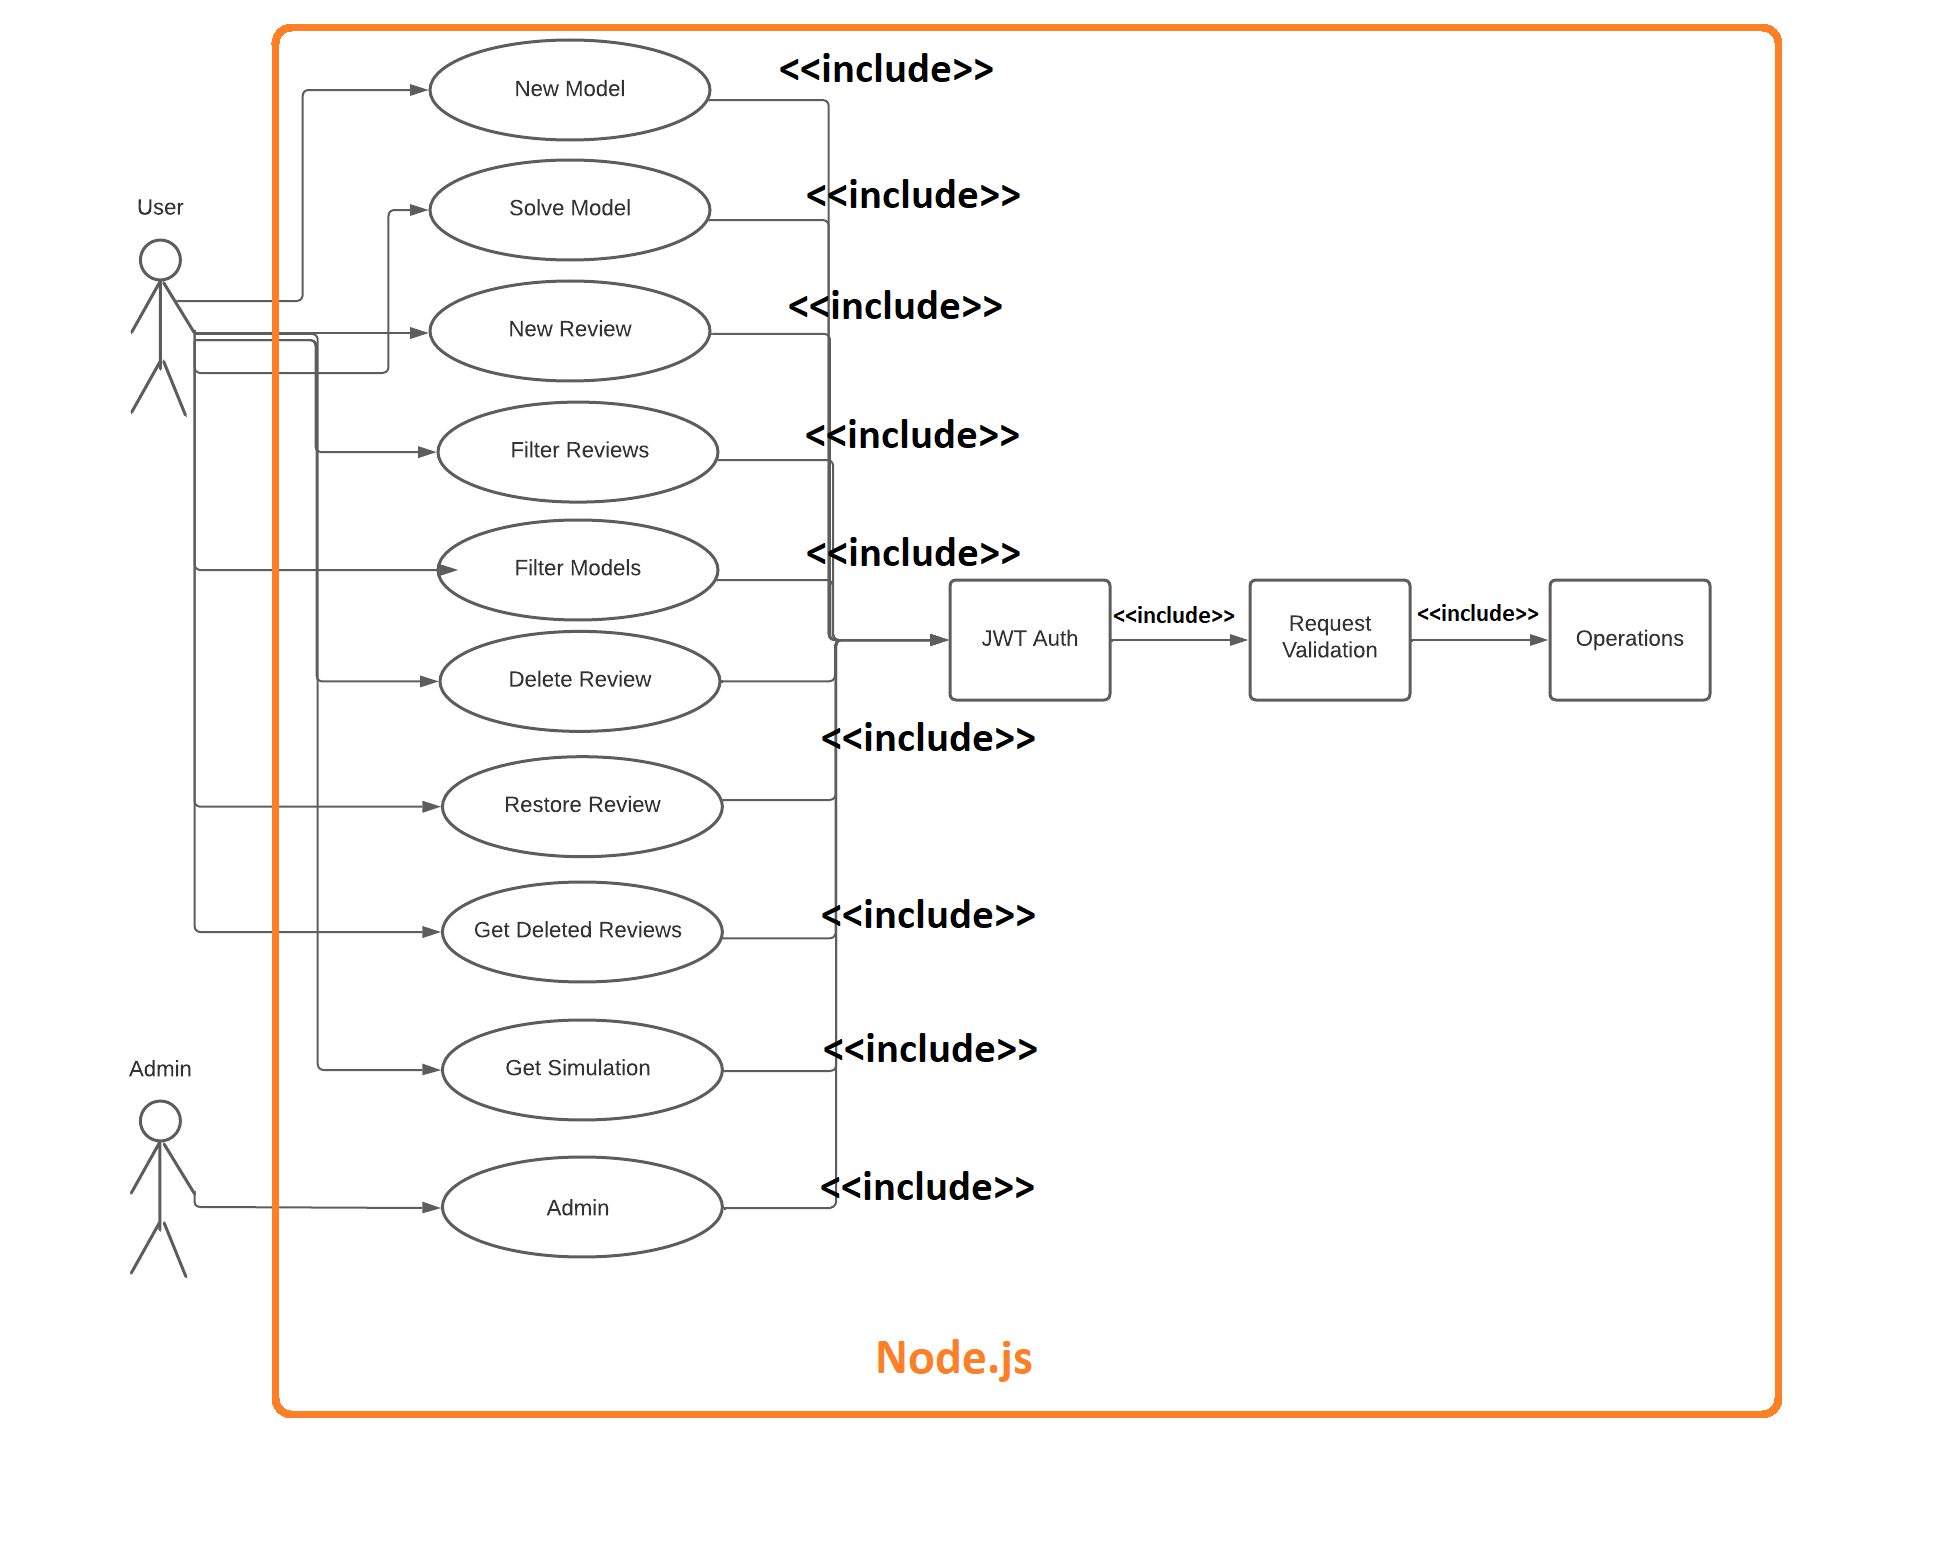 New Model
<<include>>
Solve Model
<<include>>
User
New Review
<<include>>
Filter Reviews
<<include>>
Filter Models
<<include>>
JWT Auth
<<include>>
Request
Validation
<<include>>
Operations
Delete Review
<<include>>
Restore Review
Get Deleted Reviews
<<include>>
Get Simulation
<<include>>
Admin
Admin
<<include>>
Node.js